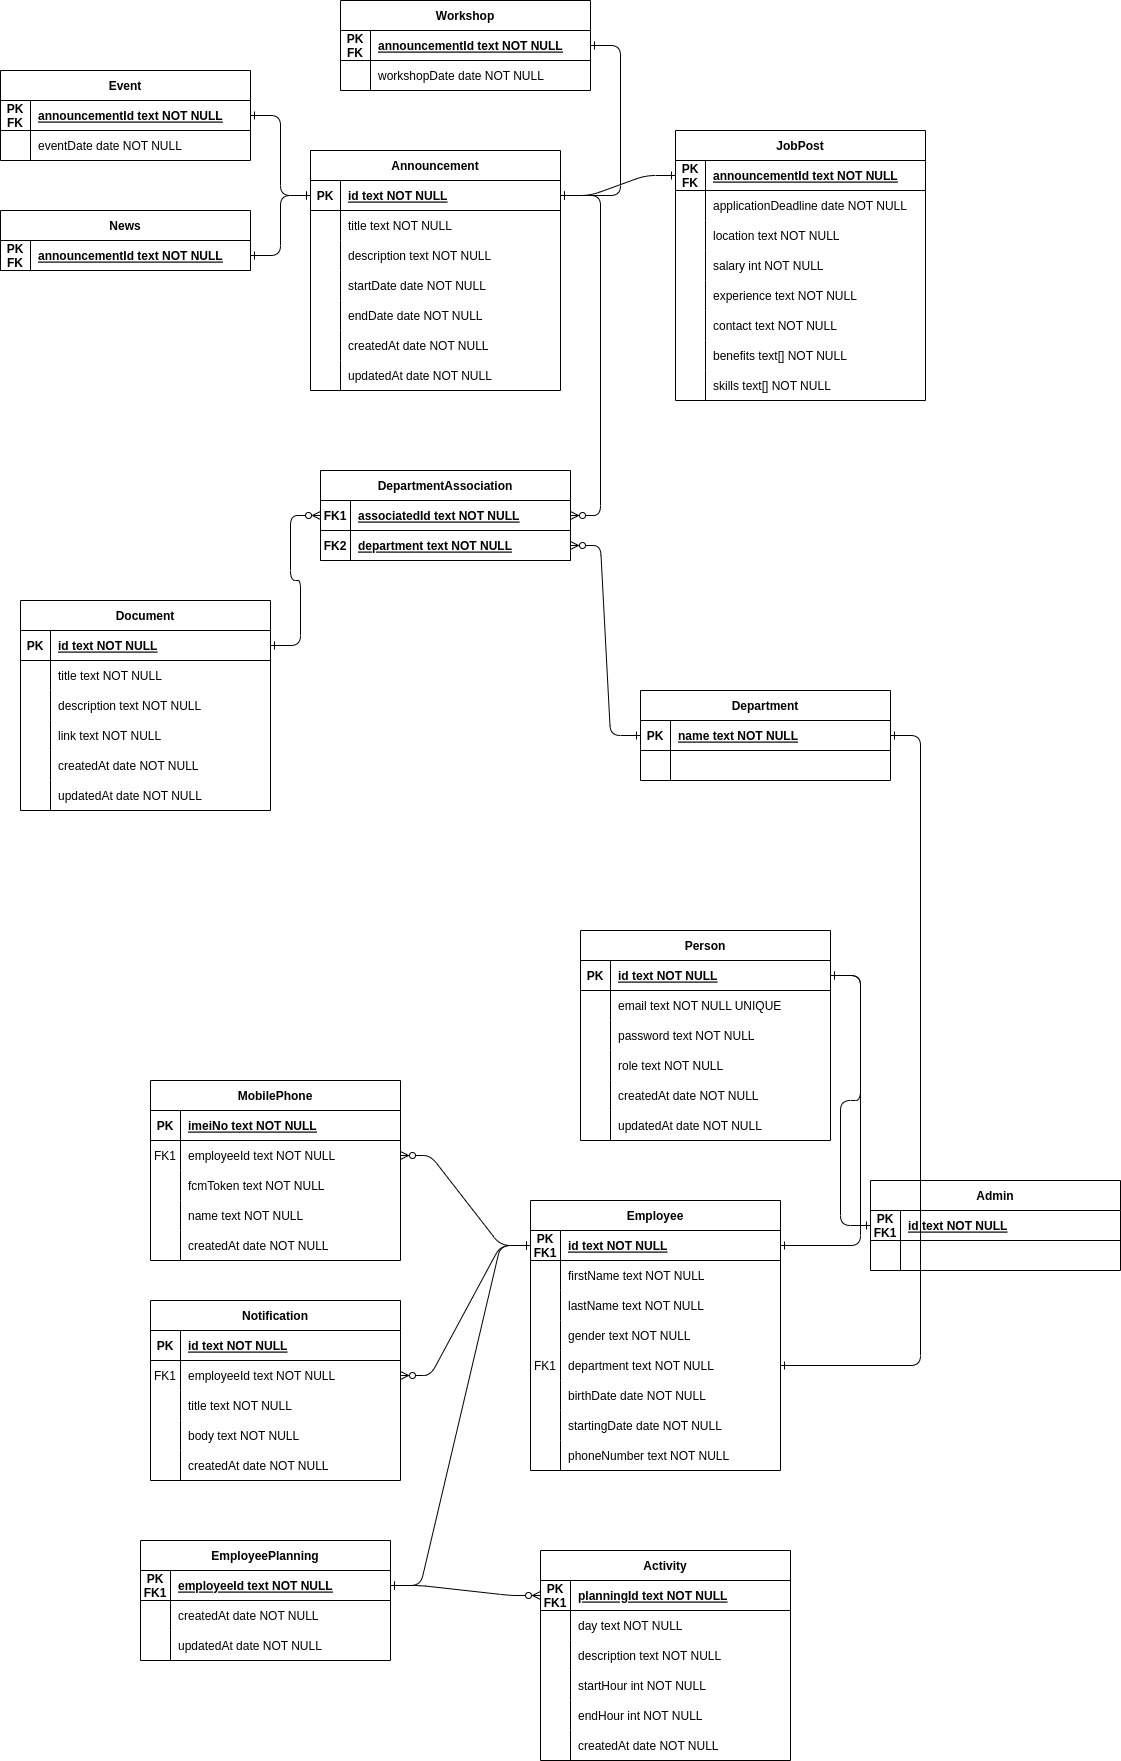 Workshop
PK
FK
announcementId text NOT NULL
workshopDate date NOT NULL
Event
PK
FK
announcementId text NOT NULL
eventDate date NOT NULL
News
PK
FK
announcementId text NOT NULL
Announcement
PK
id text NOT NULL
title text NOT NULL
description text NOT NULL
startDate date NOT NULL
endDate date NOT NULL
createdAt date NOT NULL
updatedAt date NOT NULL
JobPost
PK
FK
announcementId text NOT NULL
applicationDeadline date NOT NULL
location text NOT NULL
salary int NOT NULL
experience text NOT NULL
contact text NOT NULL
benefits text[] NOT NULL
skills text[] NOT NULL
DepartmentAssociation
FK1 associatedId text NOT NULL
FK2 department text NOT NULL
Document
PK id text NOT NULL
title text NOT NULL
description text NOT NULL
link text NOT NULL
createdAt date NOT NULL
updatedAt date NOT NULL
Department
PK name text NOT NULL
Person
PK id text NOT NULL
email text NOT NULL UNIQUE
password text NOT NULL
role text NOT NULL
createdAt date NOT NULL
updatedAt date NOT NULL
MobilePhone
PK imeiNo text NOT NULL
FK1 employeeId text NOT NULL
fcmToken text NOT NULL
name text NOT NULL
createdAt date NOT NULL
Admin
PK
FK1
id text NOT NULL
Employee
PK
FK1
id text NOT NULL
firstName text NOT NULL
lastName text NOT NULL
gender text NOT NULL
FK1 department text NOT NULL
birthDate date NOT NULL
startingDate date NOT NULL
phoneNumber text NOT NULL
Notification
PK id text NOT NULL
FK1 employeeId text NOT NULL
title text NOT NULL
body text NOT NULL
createdAt date NOT NULL
EmployeePlanning
PK
FK1
employeeId text NOT NULL
createdAt date NOT NULL
updatedAt date NOT NULL
Activity
PK
FK1
planningId text NOT NULL
day text NOT NULL
description text NOT NULL
startHour int NOT NULL
endHour int NOT NULL
createdAt date NOT NULL